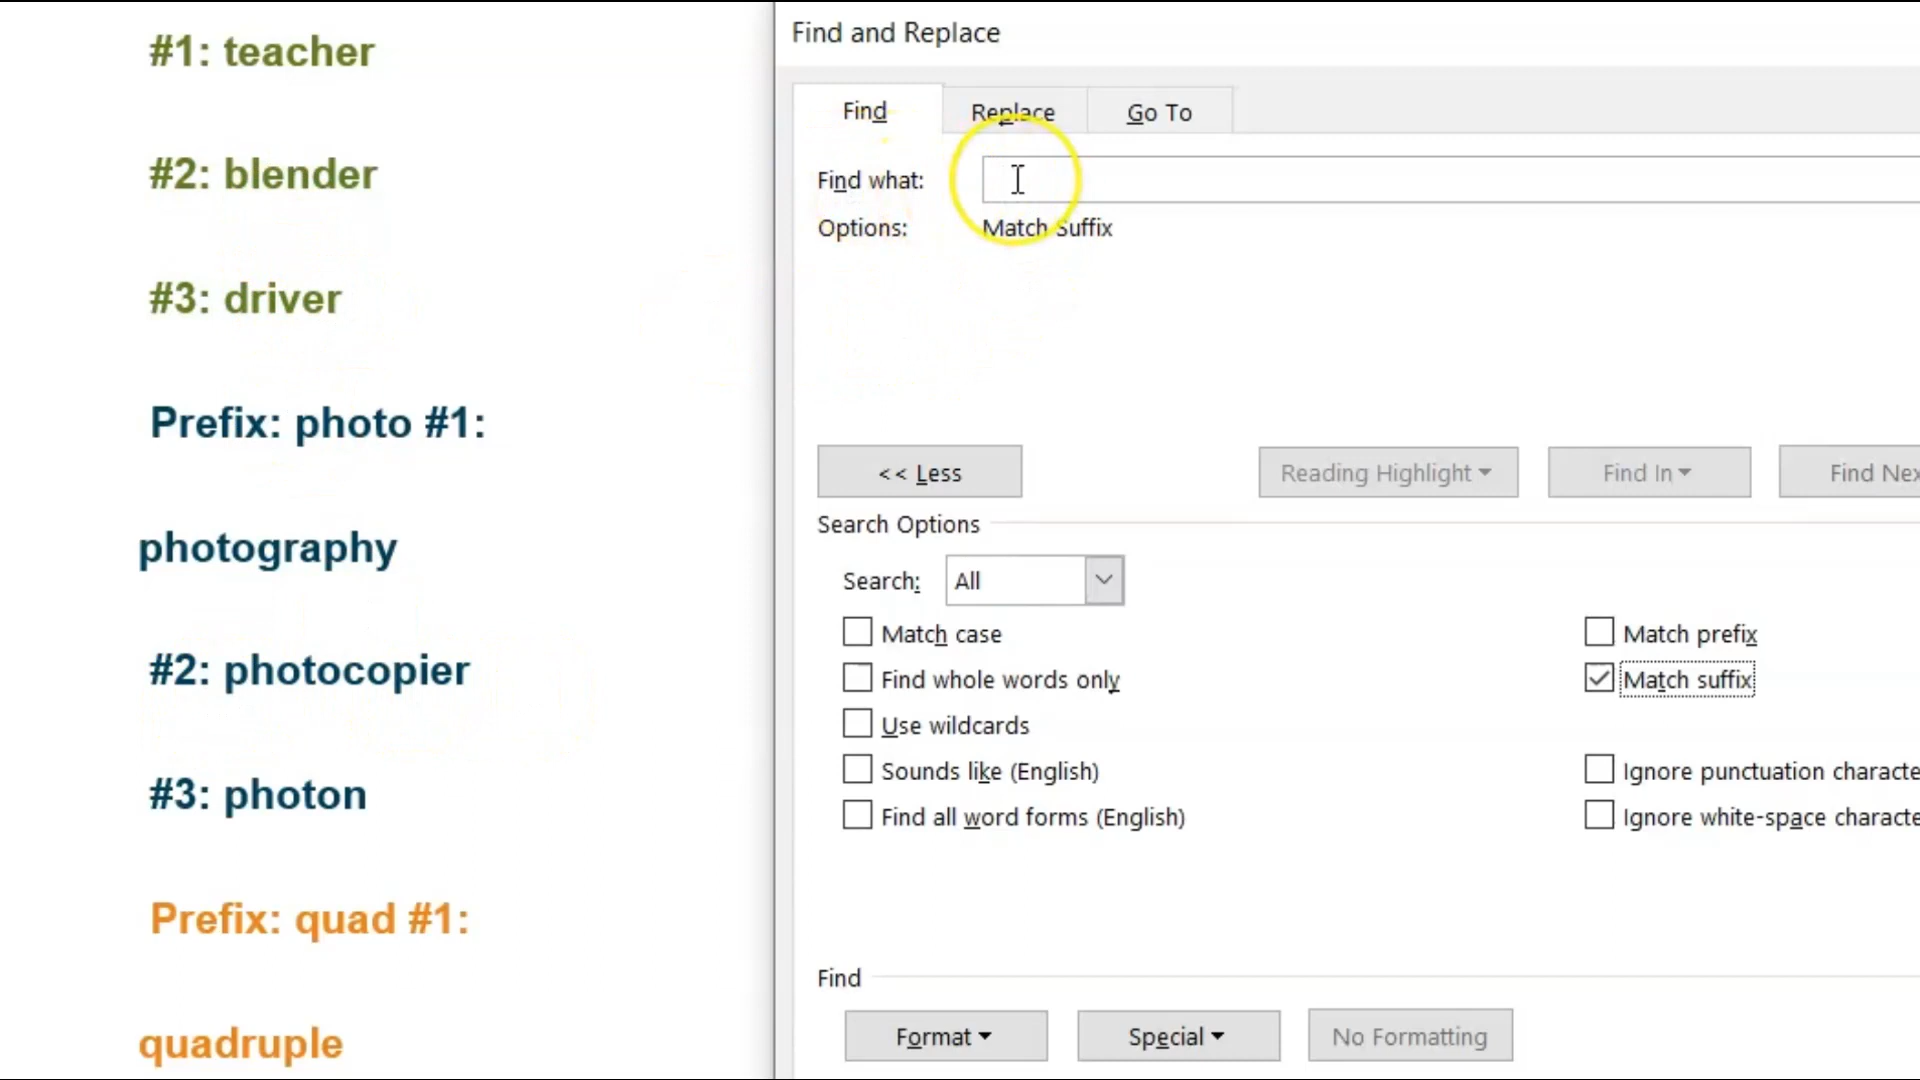 #1: teacher
#2: blender
#3: driver
Prefix: photo #1:
photography
#2: photocopier
#3: photon
Prefix: quad #1:
quadruple
Find and Replace
Find Replace Go To
Find what:
Options: Match Suffix
<< Less Reading Highlight Find In Find Nex
Search Options
Search: All
Match case Match prefix
Find whole words only Match suffix
Use wildcards
Sounds like (English) Ignore punctuation characte
Find all word forms (English) Ignore white-space characte
Find
Format Special No Formatting